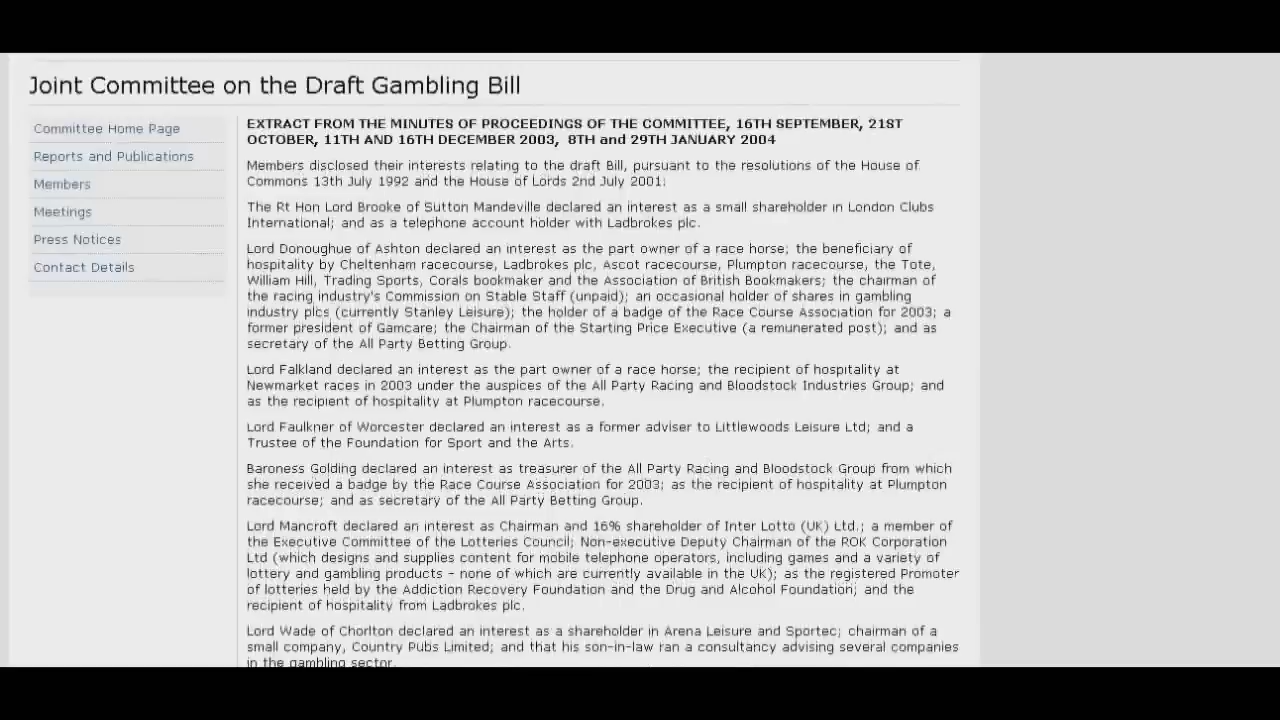 Joint Committee on the Draft Gambling Bill
Committee Home Page
Reports and Publications
Members
Meetings
Press Notices
Contact Details
EXTRACT FROM THE MINUTES OF PROCEEDINGS OF THE COMMITTEE, 16TH SEPTEMBER, 21ST
OCTOBER, 11TH AND 16TH DECEMBER 2003, 8TH and 29TH JANUARY 2004
Members disclosed their interests relating to the draft Bill, pursuant to the resolutions of the House of
Commons 13th July 1992 and the House of Lords 2nd July 2001:
The Rt Hon Lord Brooke of Sutton Mandeville declared an interest as a small shareholder in London Clubs
International; and as a telephone account holder with Ladbrokes plc.
Lord Donoughue of Ashton declared an interest as the part owner of a race horse; the beneficiary of
hospitality by Cheltenham racecourse, Ladbrokes plc, Ascot racecourse, Plumpton racecourse, the Tote,
William Hill, Trading Sports, Corals bookmaker and the Association of British Bookmakers; the chairman of
the racing industry's Commission on Stable Staff (unpaid); an occasional holder of shares in gambling
industry plcs (currently Stanley Leisure); the holder of a badge of the Race Course Association for 2003; a
former president of Gamcare; the Chairman of the Starting Price Executive (a remunerated post); and as
secretary of the All Party Betting Group.
Lord Falkland declared an interest as the part owner of a race horse; the recipient of hospitality at
Newmarket races in 2003 under the auspices of the All Party Racing and Bloodstock Industries Group; and
as the recipient of hospitality at Plumpton racecourse.
Lord Faulkner of Worcester declared an interest as a former adviser to Littlewoods Leisure Ltd; and a
Trustee of the Foundation for Sport and the Arts.
Baroness Golding declared an interest as treasurer of the All Party Racing and Bloodstock Group from which
she received a badge by the Race Course Association for 2003; as the recipient of hospitality at Plumpton
racecourse; and as secretary of the All Party Betting Group.
Lord Mancroft declared an interest as Chairman and 16% shareholder of Inter Lotto (UK) Ltd.; a member of
the Executive Committee of the Lotteries Council; Non-executive Deputy Chairman of the ROK Corporation
Ltd (which designs and supplies content for mobile telephone operators, including games and a variety of
lottery and gambling products - none of which are currently available in the UK); as the registered Promoter
of lotteries held by the Addiction Recovery Foundation and the Drug and Alcohol Foundation; and the
recipient of hospitality from Ladbrokes plc.
Lord Wade of Chorlton declared an interest as a shareholder in Arena Leisure and Sportec; chairman of a
small company, Country Pubs Limited; and that his son-in-law ran a consultancy advising several companies
in the gambling sector.